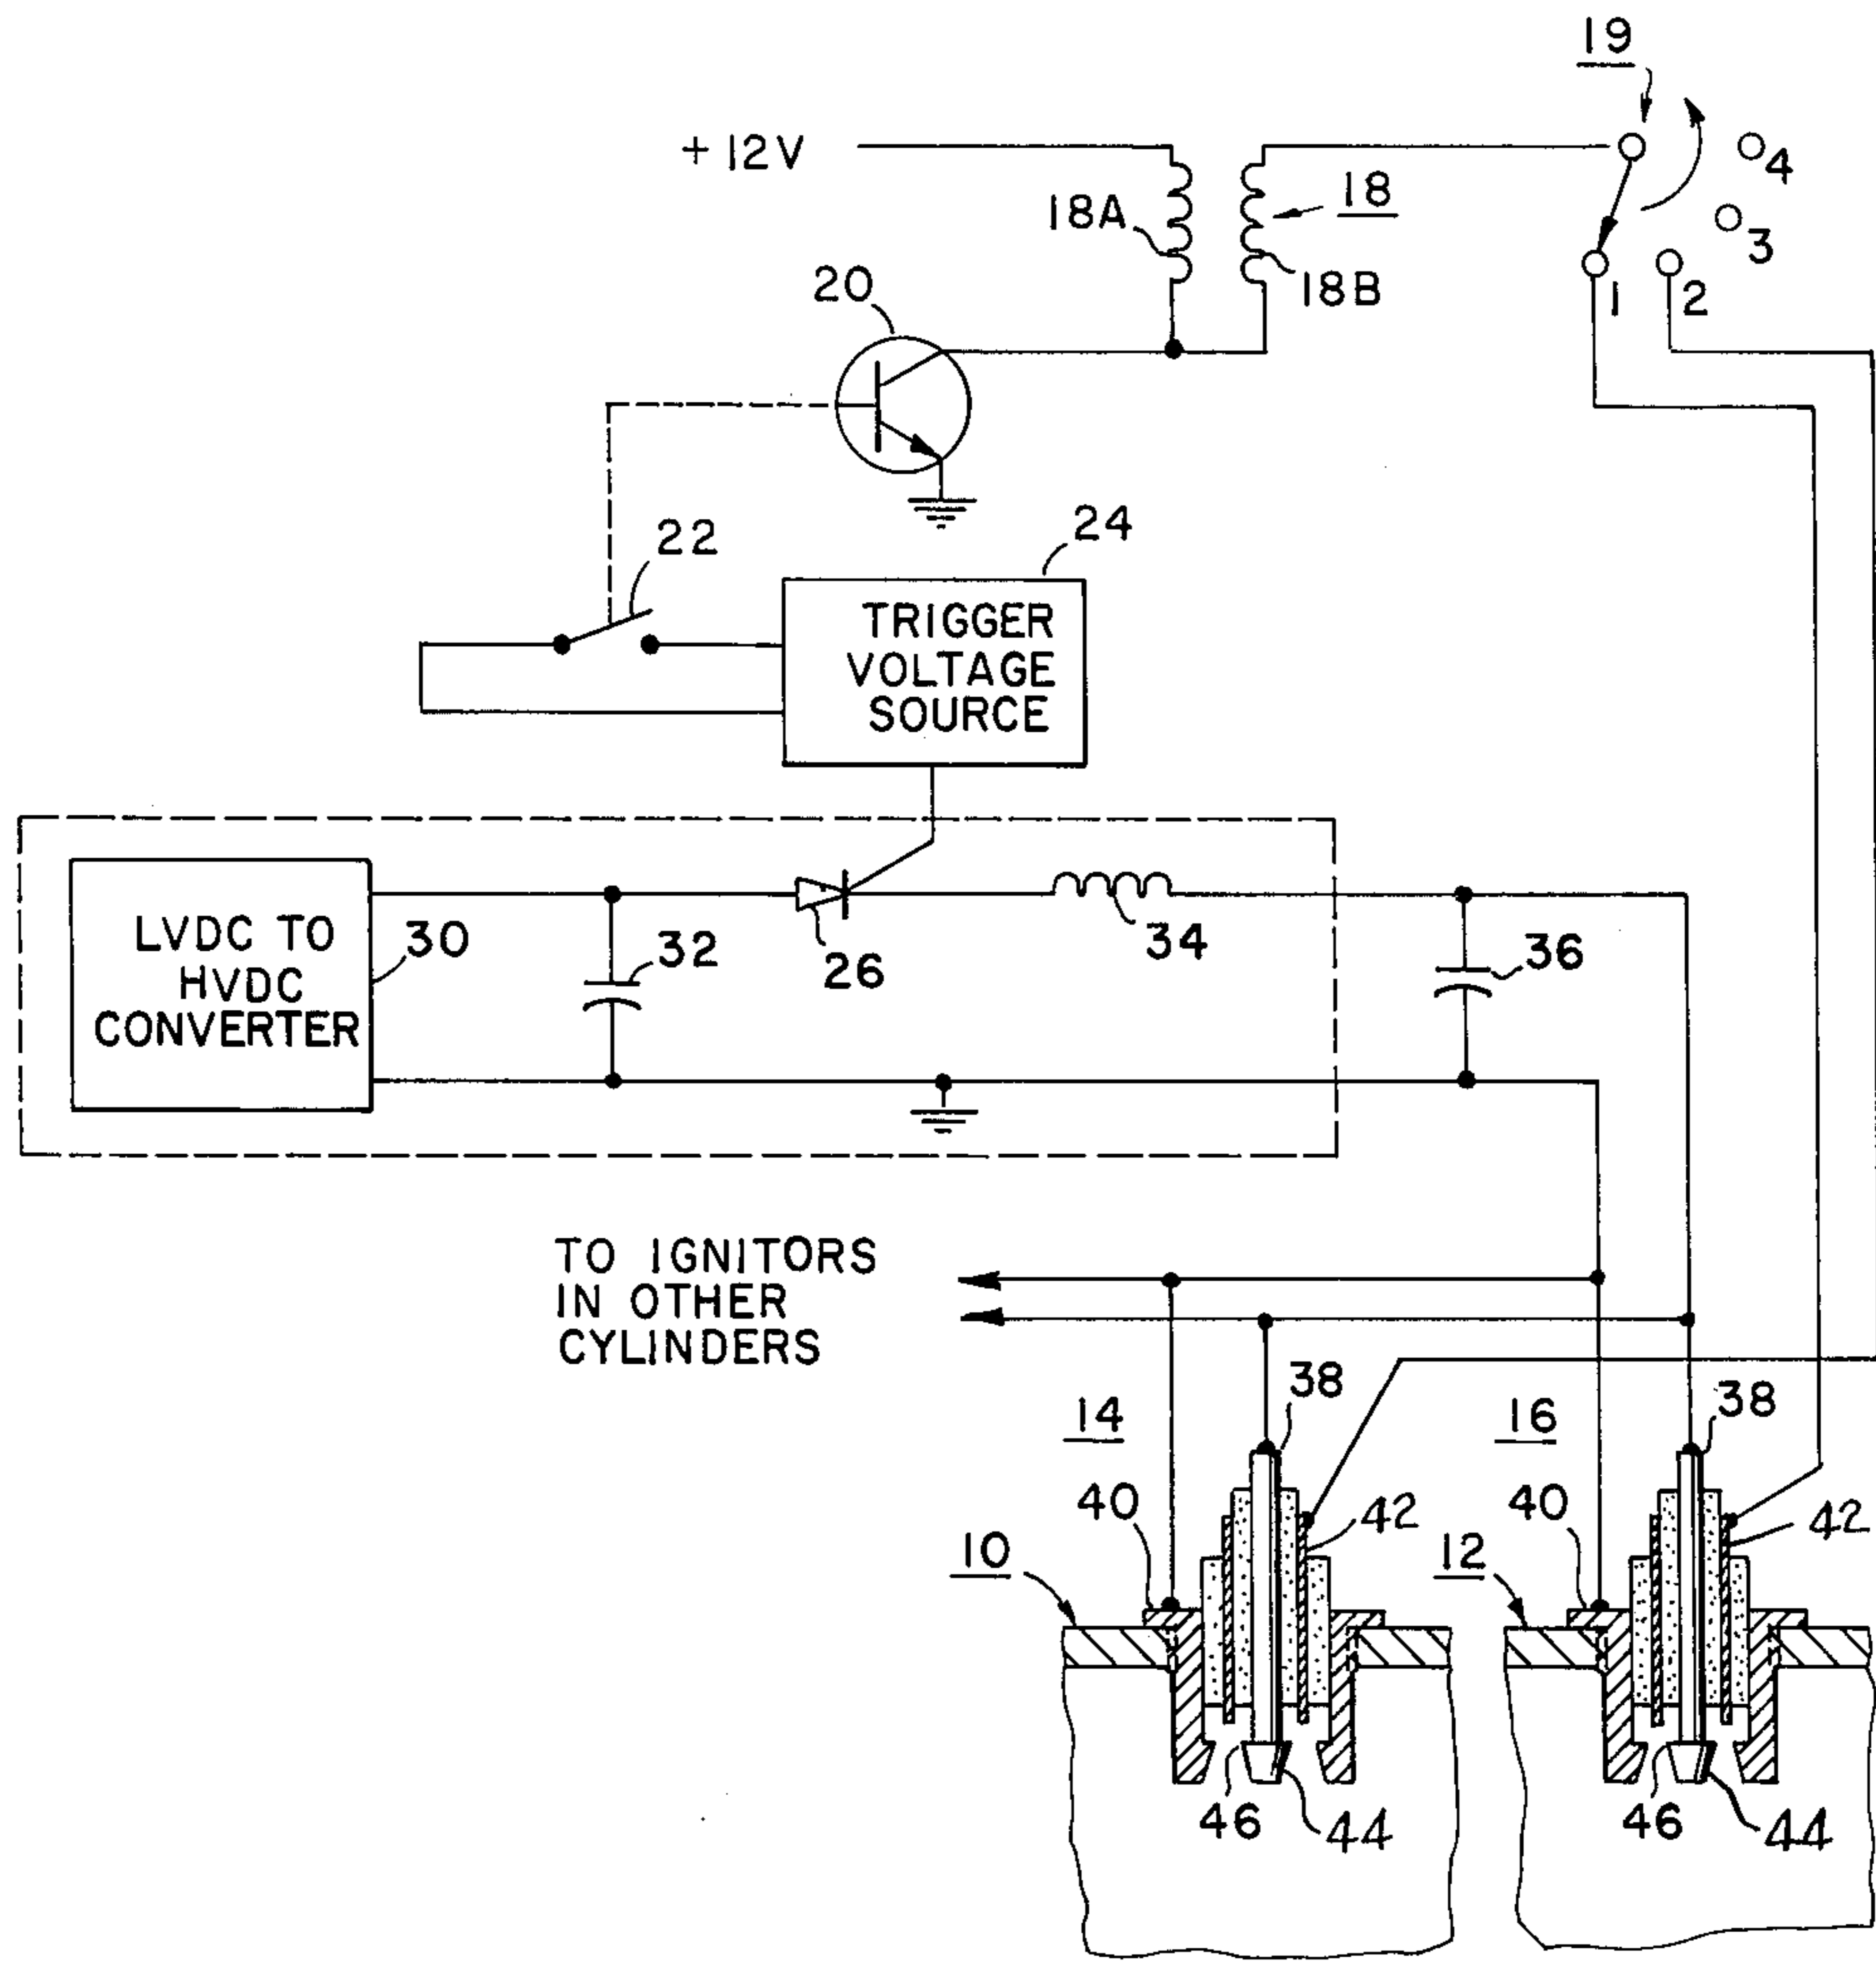 19
+12V
18
4
18A
3
20
18B
1
2
22
24
TRIGGER
VOLTAGE
SOURCE
LVDC TO
HVDC
CONVERTER
30
32
26
34
36
TO IGNITORS
IN OTHER
CYLINDERS
38
38
14
16
40
42
40
42
10
12
46
44
46
44